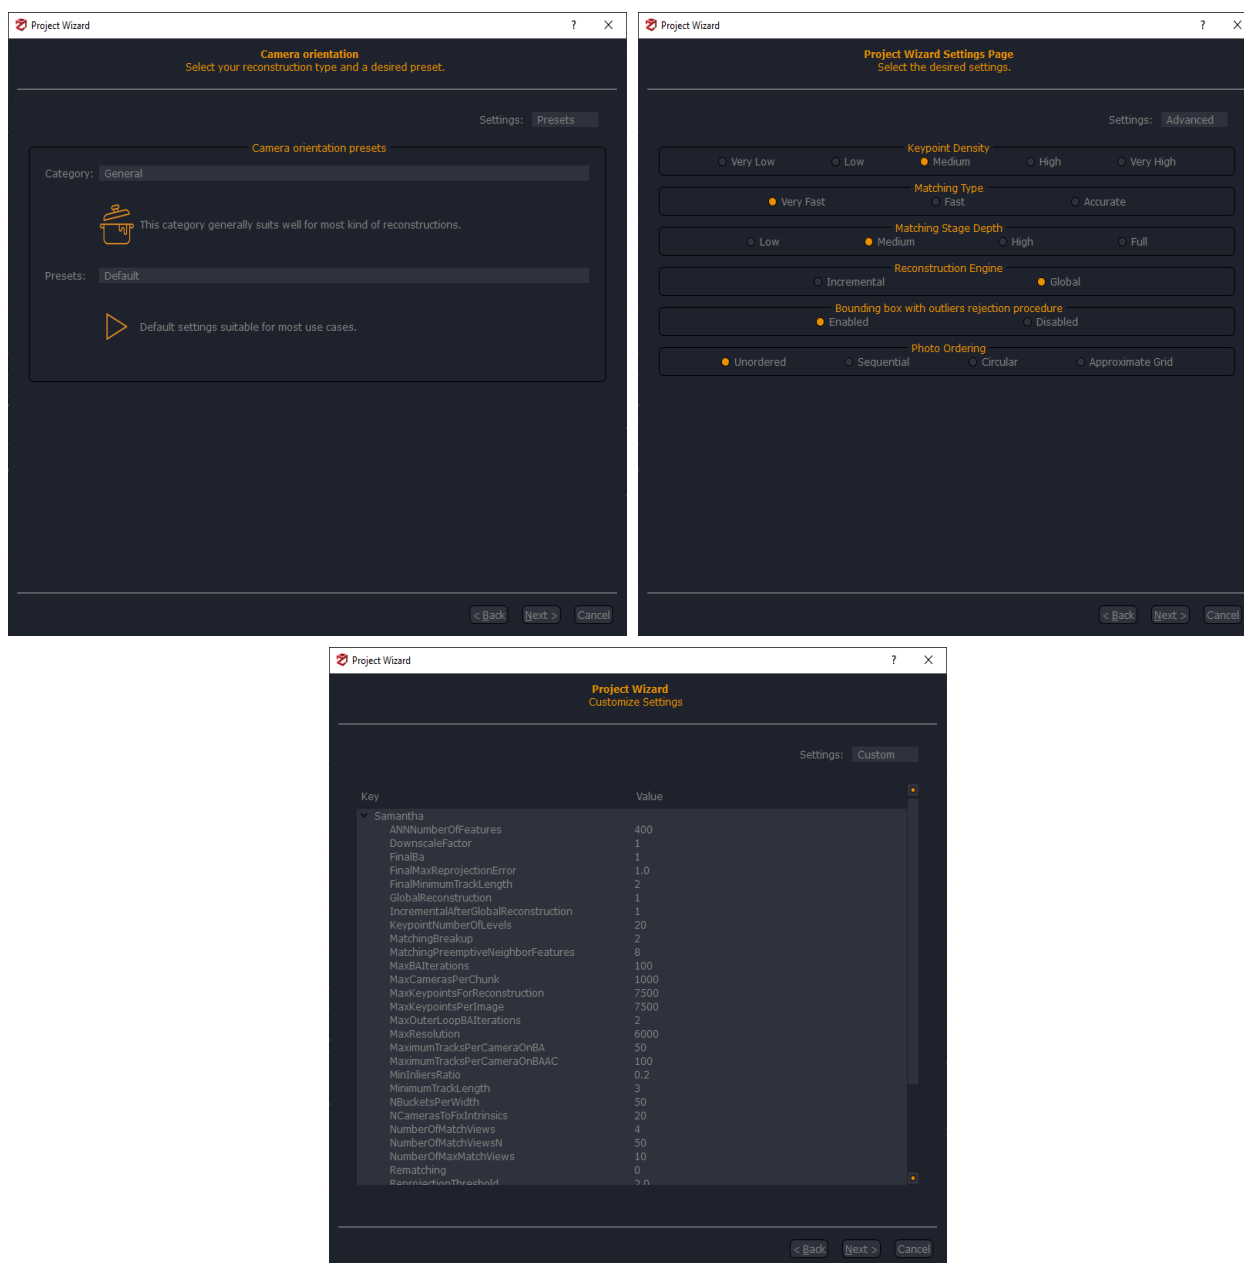 Project Wizard ? ×
Camera orientation
Select your reconstruction type and a desired preset.
Settings: Presets
Camera orientation presets
Category: General
This category generally suits well for most kind of reconstructions.
Presets: Default
Default settings suitable for most use cases.
< Back Next > Cancel
Project Wizard ? ×
Project Wizard Settings Page
Select the desired settings.
Settings: Advanced
Keypoint Density
Very Low Low Medium High Very High
Matching Type
Very Fast Fast Accurate
Matching Stage Depth
Low Medium High Full
Reconstruction Engine
Incremental Global
Bounding box with outliers rejection procedure
Enabled Disabled
Photo Ordering
Unordered Sequential Circular Approximate Grid
< Back Next > Cancel
Project Wizard ? ×
Project Wizard
Customize Settings
Settings: Custom
Key Value
Samantha
ANNNumberOfFeatures 400
DownscaleFactor 1
FinalBa 1
FinalMaxReprojectionError 1.0
FinalMinimumTrackLength 2
GlobalReconstruction 1
IncrementalAfterGlobalReconstruction 1
KeypointNumberOfLevels 20
MatchingBreakup 2
MatchingPreemptiveNeighborFeatures 8
MaxBAIterations 100
MaxCamerasPerChunk 1000
MaxKeypointsForReconstruction 7500
MaxKeypointsPerImage 7500
MaxOuterLoopBAIterations 2
MaxResolution 6000
MaximumTracksPerCameraOnBA 50
MaximumTracksPerCameraOnBAAC 100
MinInliersRatio 0.2
MinimumTrackLength 3
NBucketsPerWidth 50
NCamerasToFixIntrinsics 20
NumberOfMatchViews 4
NumberOfMatchViewsN 50
NumberOfMaxMatchViews 10
Rematching 0
ReprojectionThreshold 2.0
< Back Next > Cancel